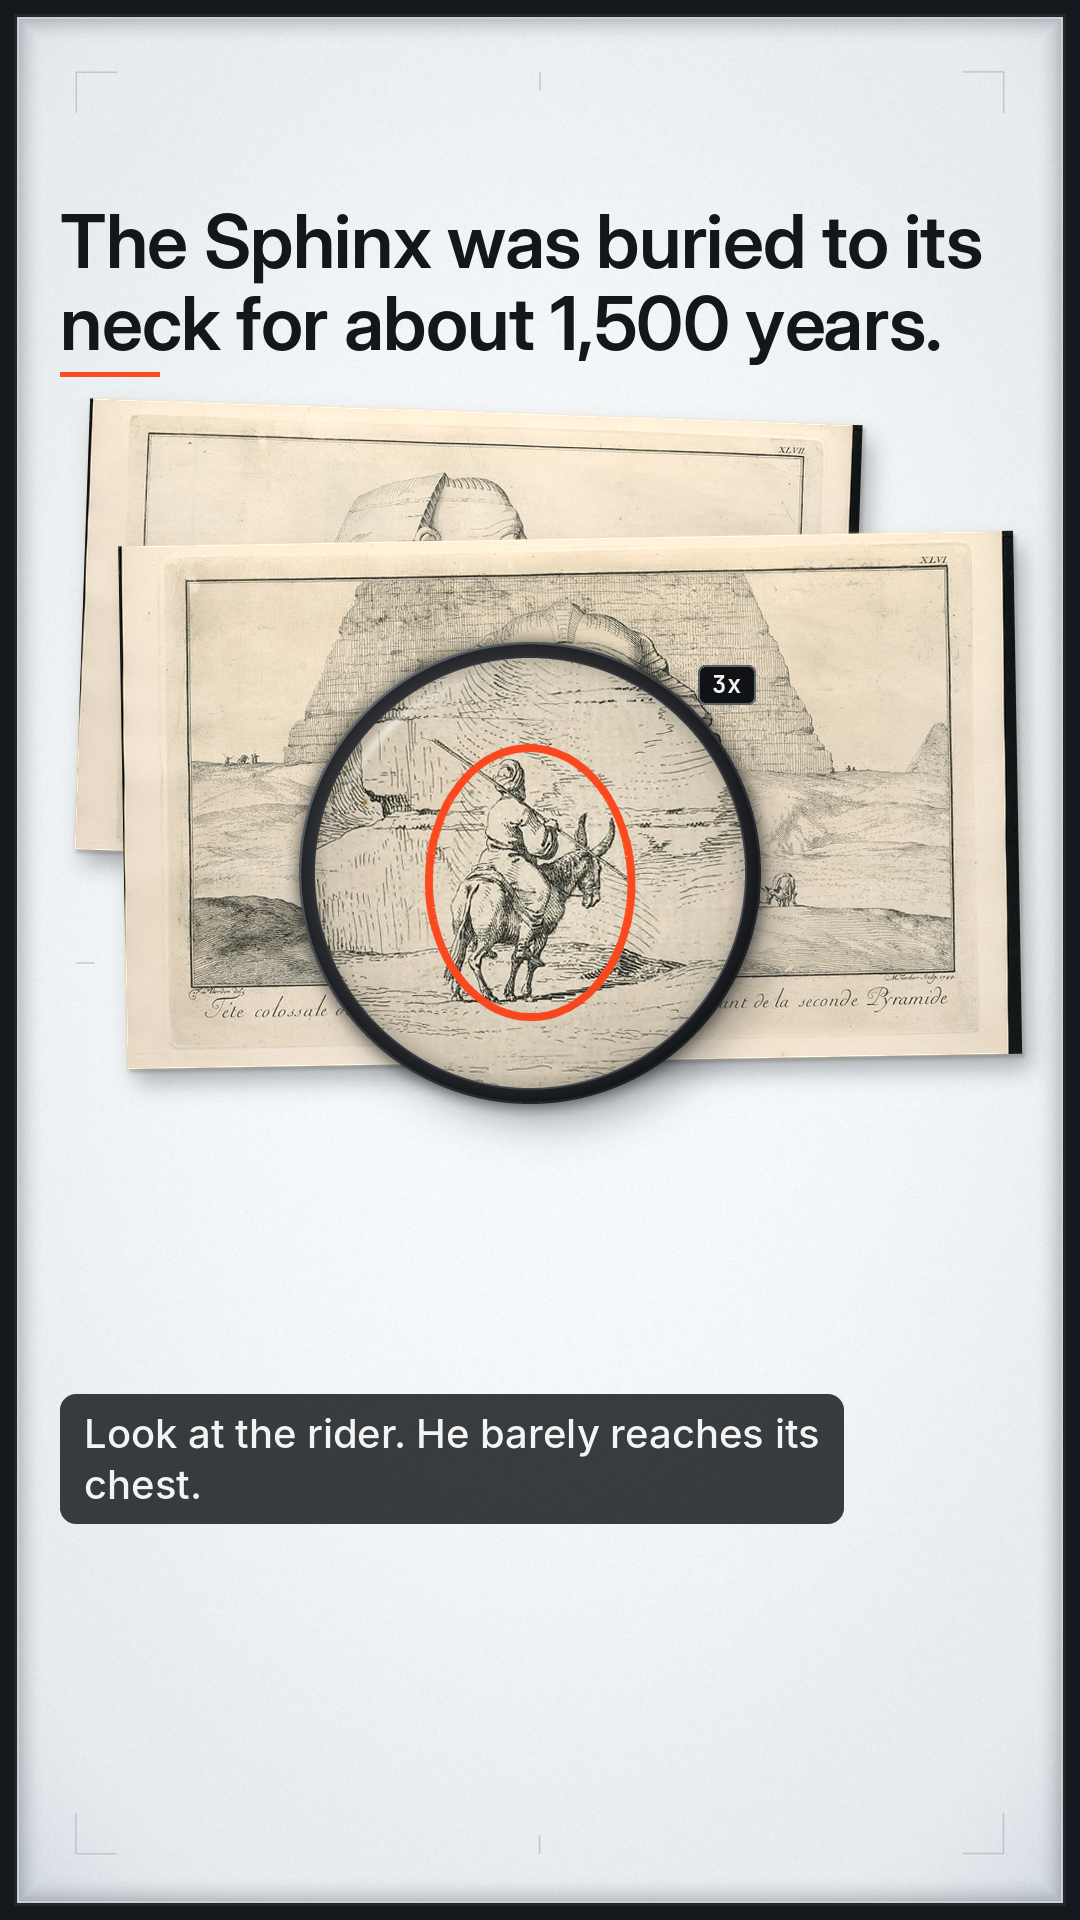 The Sphinx was buried to its
neck for about 1,500 years.
XLVII
XLVI
3x
Tête colossale
ant de la seconde Pyramide
Look at the rider. He barely reaches its
chest.